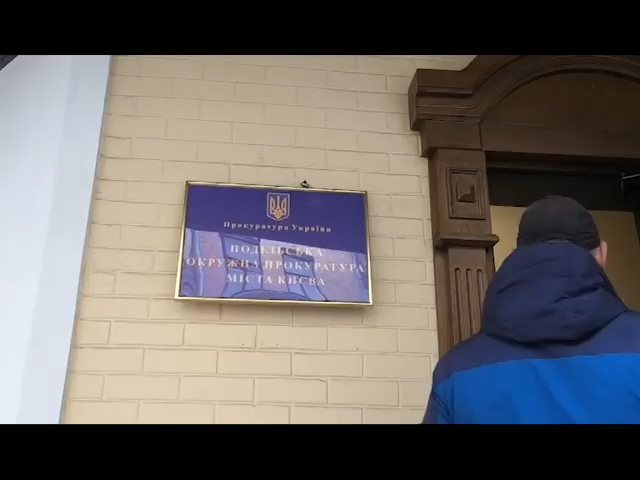 Прокуратура України
ПОДІЛЬСЬКА
ОКРУЖНА ПРОКУРАТУРА
МІСТА КИЄВА